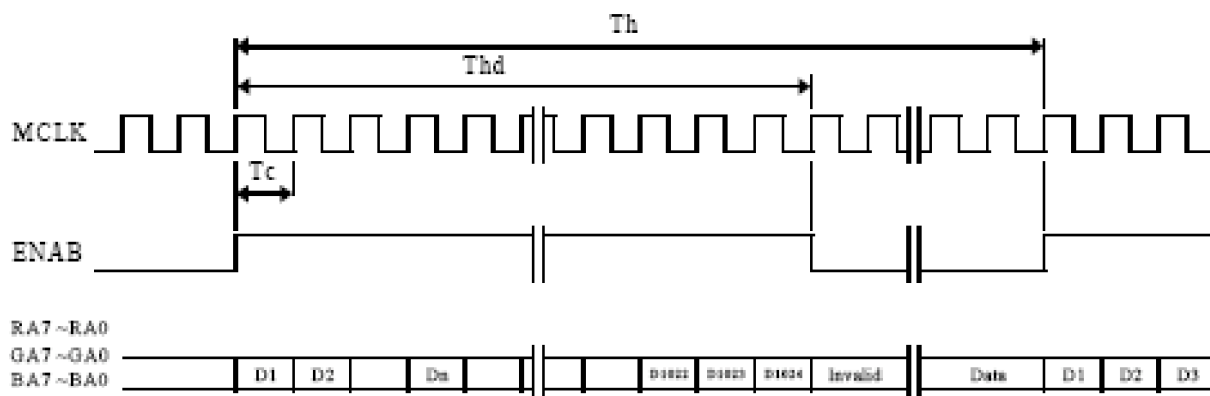 Th
Thd
MCLK
Tc
ENAB
RA7~RA0
GA7~GA0
BA7~BA0 D1 D2 Dn D1022 D1023 D1024 Invalid Data D1 D2 D3